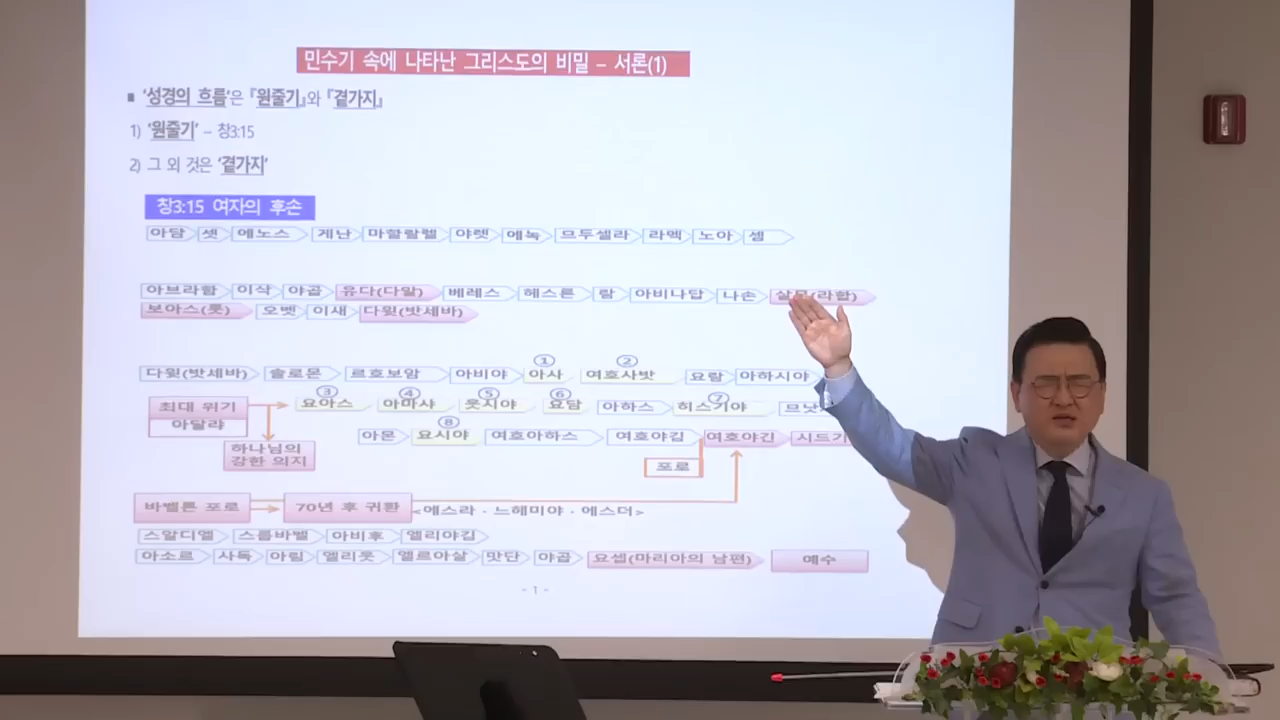 민수기 속에 나타난 그리스도의 비밀 – 서론(1)
■ '성경의 흐름'은 『원줄기』와 『곁가지』
1) '원줄기' – 창3:15
2) 그 외 것은 '곁가지'
창3:15 여자의 후손
아담 셋 에노스 게난 마할랄렐 야렛 에녹 므두셀라 라멕 노아 셈
아브라함 이삭 야곱 유다(다말) 베레스 헤스론 람 아비나답 나손 살몬(라합)
보아스(룻) 오벳 이새 다윗(밧세바)
다윗(밧세바) 솔로몬 르호보암 아비야 ① 아사 ② 여호사밧 요람 아하시야
최대 위기 ③ 요아스 ④ 아마샤 ⑤ 웃시야 ⑥ 요담 아하스 ⑦ 히스기야
아달랴
아몬 ⑧ 요시야 여호아하스 여호야김 여호야긴 시드기
하나님의
강한 의지
포로
바벨론 포로 70년 후 귀환 <에스라 · 느헤미야 · 에스더>
스알디엘 스룹바벨 아비후 엘리야김
아소르 사독 아킴 엘리웃 엘르아살 맛단 야곱 요셉(마리아의 남편) 예수
- 1 -